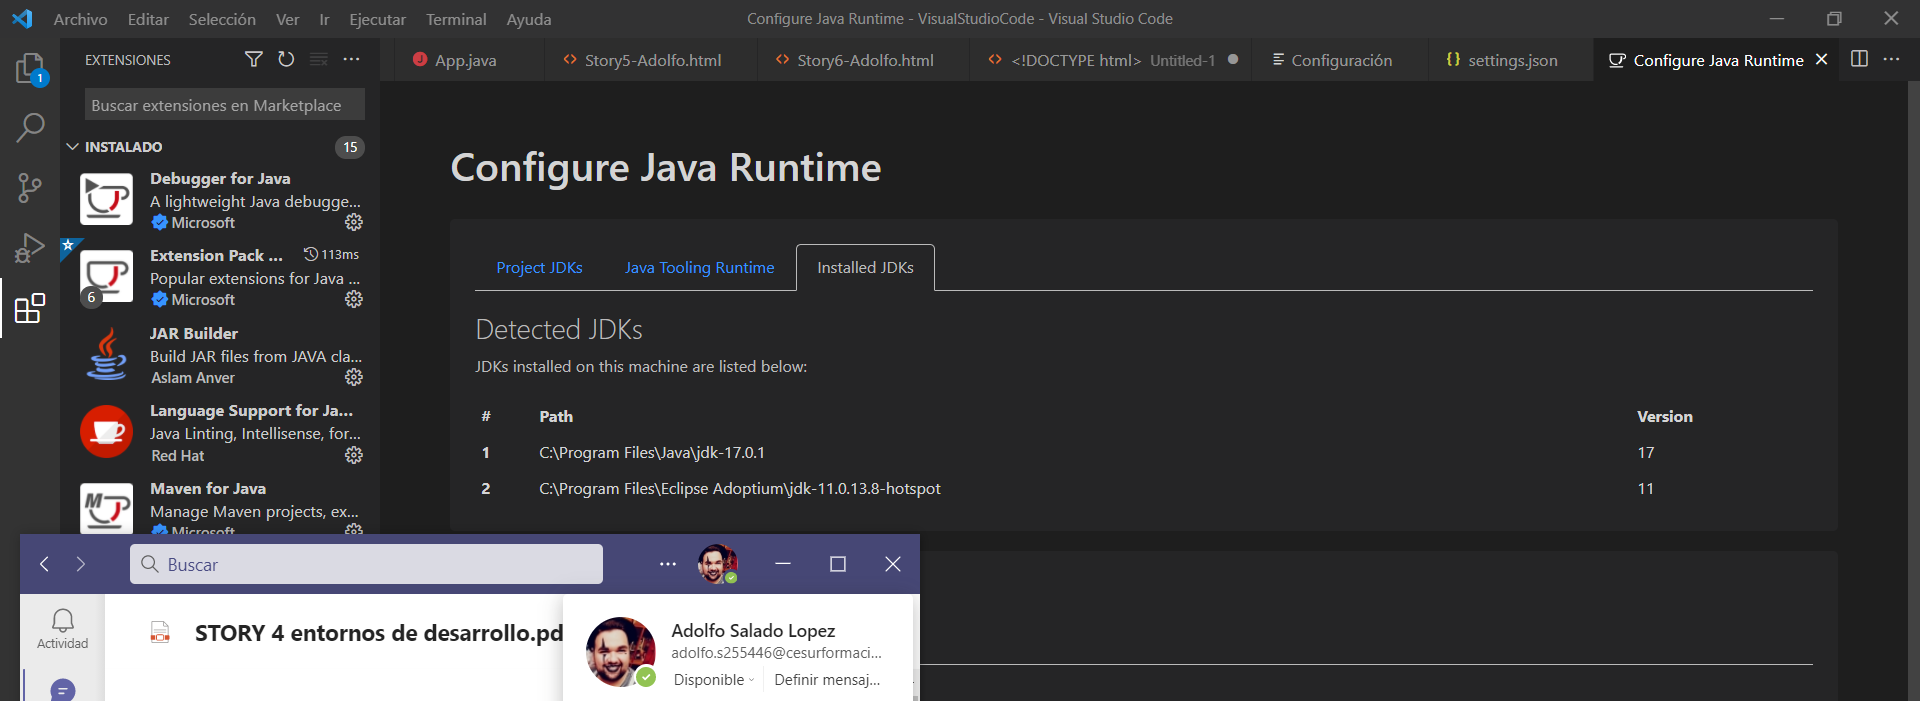 Archivo Editar Selección Ver Ir Ejecutar Terminal Ayuda
Configure Java Runtime - VisualStudioCode - Visual Studio Code
1
EXTENSIONES
App.java
Story5-Adolfo.html
Story6-Adolfo.html
<!DOCTYPE html> Untitled-1
Configuración
settings.json
Configure Java Runtime
Buscar extensiones en Marketplace
INSTALADO 15
Debugger for Java
A lightweight Java debugge...
Microsoft
Extension Pack ... 113ms
Popular extensions for Java ...
6
Microsoft
JAR Builder
Build JAR files from JAVA cla...
Aslam Anver
Language Support for Ja...
Java Linting, Intellisense, for...
Red Hat
Maven for Java
Manage Maven projects, ex...
Microsoft
Configure Java Runtime
Project JDKs Java Tooling Runtime Installed JDKs
Detected JDKs
JDKs installed on this machine are listed below:
# Path Version
1 C:\Program Files\Java\jdk-17.0.1 17
2 C:\Program Files\Eclipse Adoptium\jdk-11.0.13.8-hotspot 11
Buscar
Actividad
STORY 4 entornos de desarrollo.pd
Adolfo Salado Lopez
adolfo.s255446@cesurformaci...
Disponible Definir mensaj...